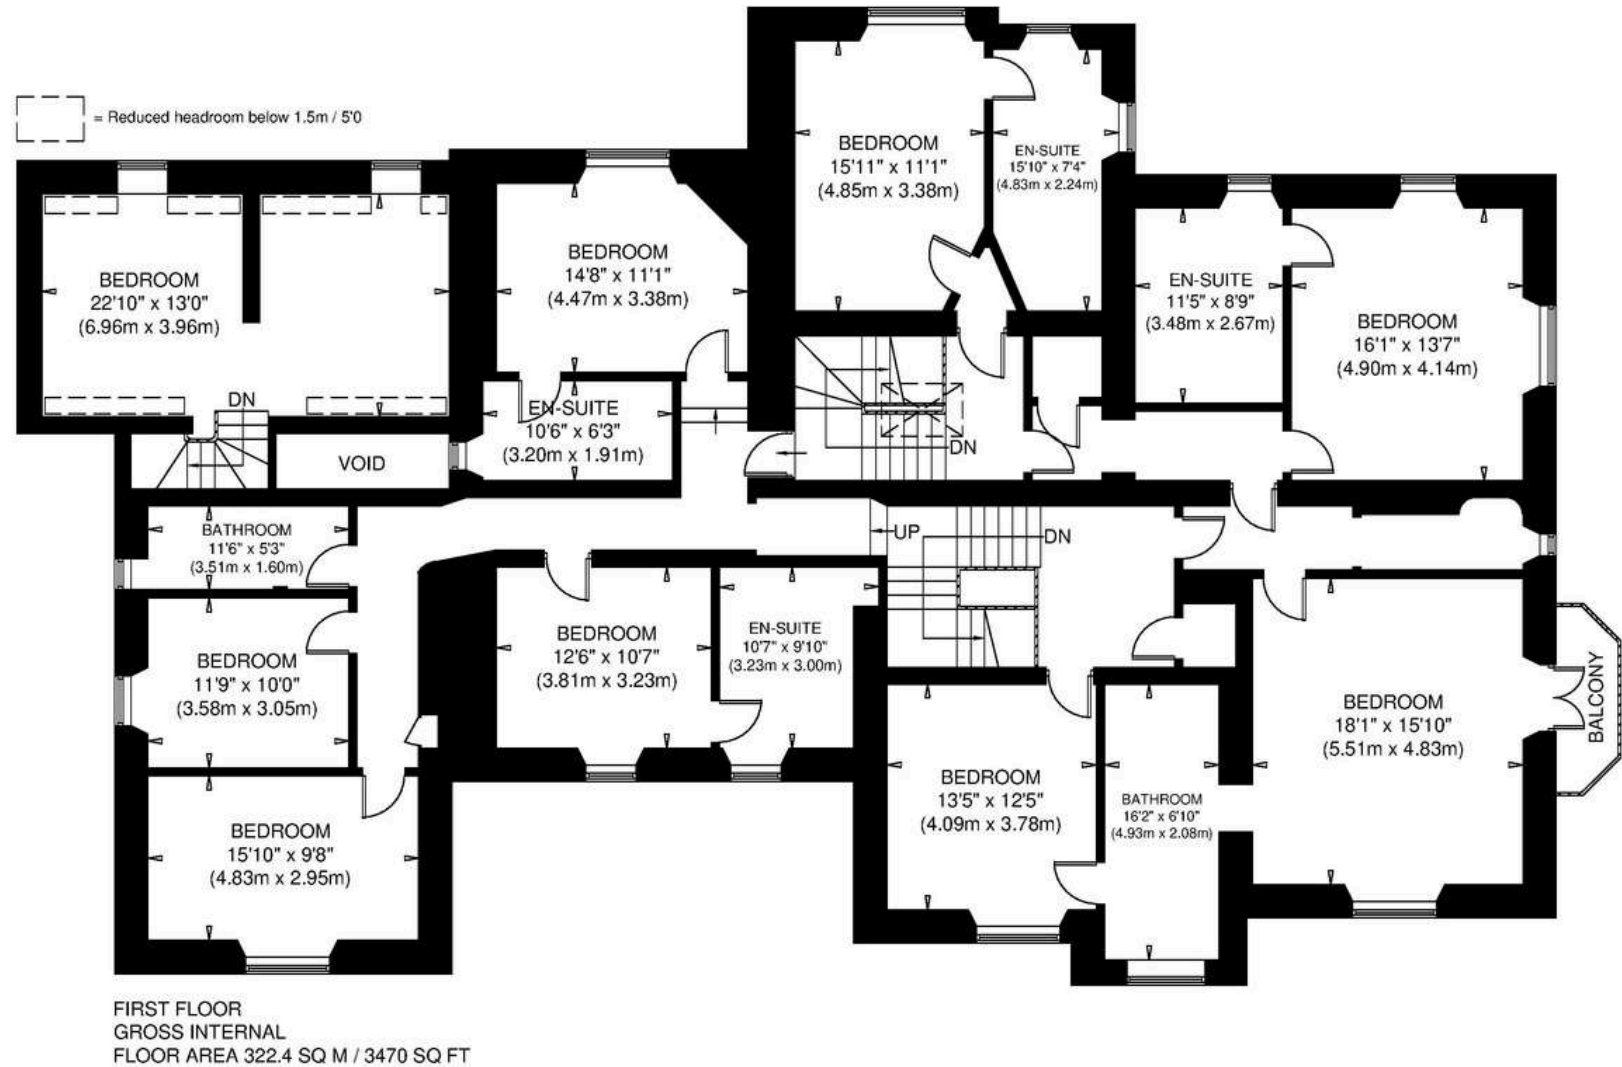 = Reduced headroom below 1.5m / 5'0
BEDROOM
15'11" x 11'1"
(4.85m x 3.38m)
EN-SUITE
15'10" x 7'4"
(4.83m x 2.24m)
BEDROOM
22'10" x 13'0"
(6.96m x 3.96m)
BEDROOM
14'8" x 11'1"
(4.47m x 3.38m)
EN-SUITE
11'5" x 8'9"
(3.48m x 2.67m)
BEDROOM
16'1" x 13'7"
(4.90m x 4.14m)
DN
EN-SUITE
10'6" x 6'3"
(3.20m x 1.91m)
DN
VOID
BATHROOM
11'6" x 5'3"
(3.51m x 1.60m)
UP
DN
BEDROOM
11'9" x 10'0"
(3.58m x 3.05m)
BEDROOM
12'6" x 10'7"
(3.81m x 3.23m)
EN-SUITE
10'7" x 9'10"
(3.23m x 3.00m)
BEDROOM
18'1" x 15'10"
(5.51m x 4.83m)
BALCONY
BEDROOM
13'5" x 12'5"
(4.09m x 3.78m)
BATHROOM
16'2" x 6'10"
(4.93m x 2.08m)
BEDROOM
15'10" x 9'8"
(4.83m x 2.95m)
FIRST FLOOR
GROSS INTERNAL
FLOOR AREA 322.4 SQ M / 3470 SQ FT